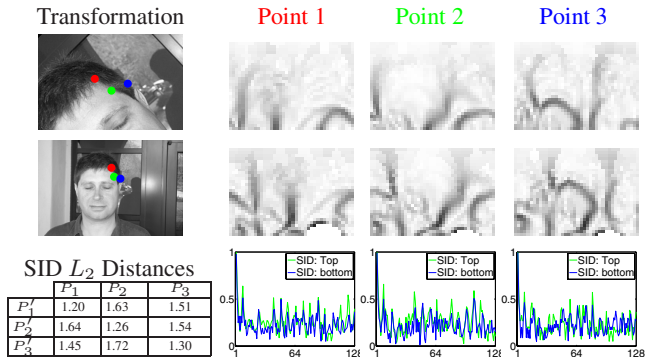 Transformation Point 1 Point 2 Point 3
SID L2 Distances
P1 P2 P3
P′1 1.20 1.63 1.51
P′2 1.64 1.26 1.54
P′3 1.45 1.72 1.30
1 SID: Top 1 SID: Top 1 SID: Top
SID: bottom SID: bottom SID: bottom
0.5 0.5 0.5
0 0 0
1 64 128 1 64 128 1 64 128